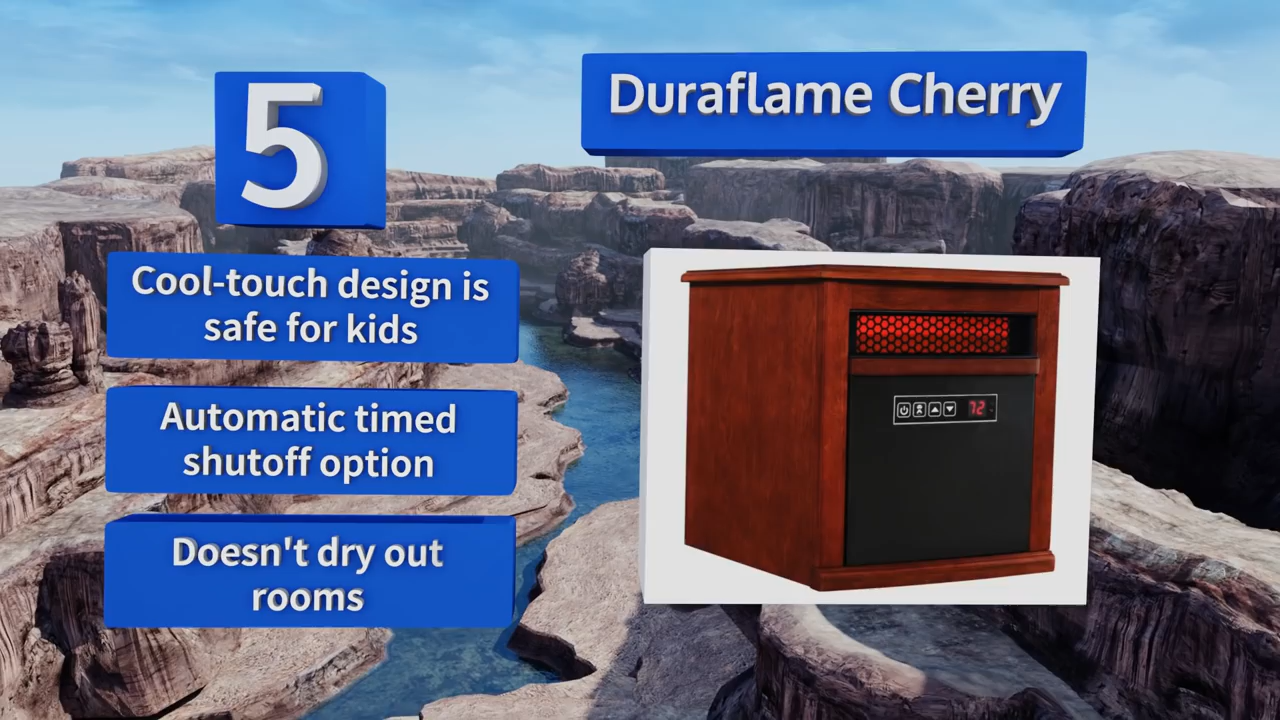 5
Duraflame Cherry
Cool-touch design is
safe for kids
Automatic timed
shutoff option
Doesn't dry out
rooms
72